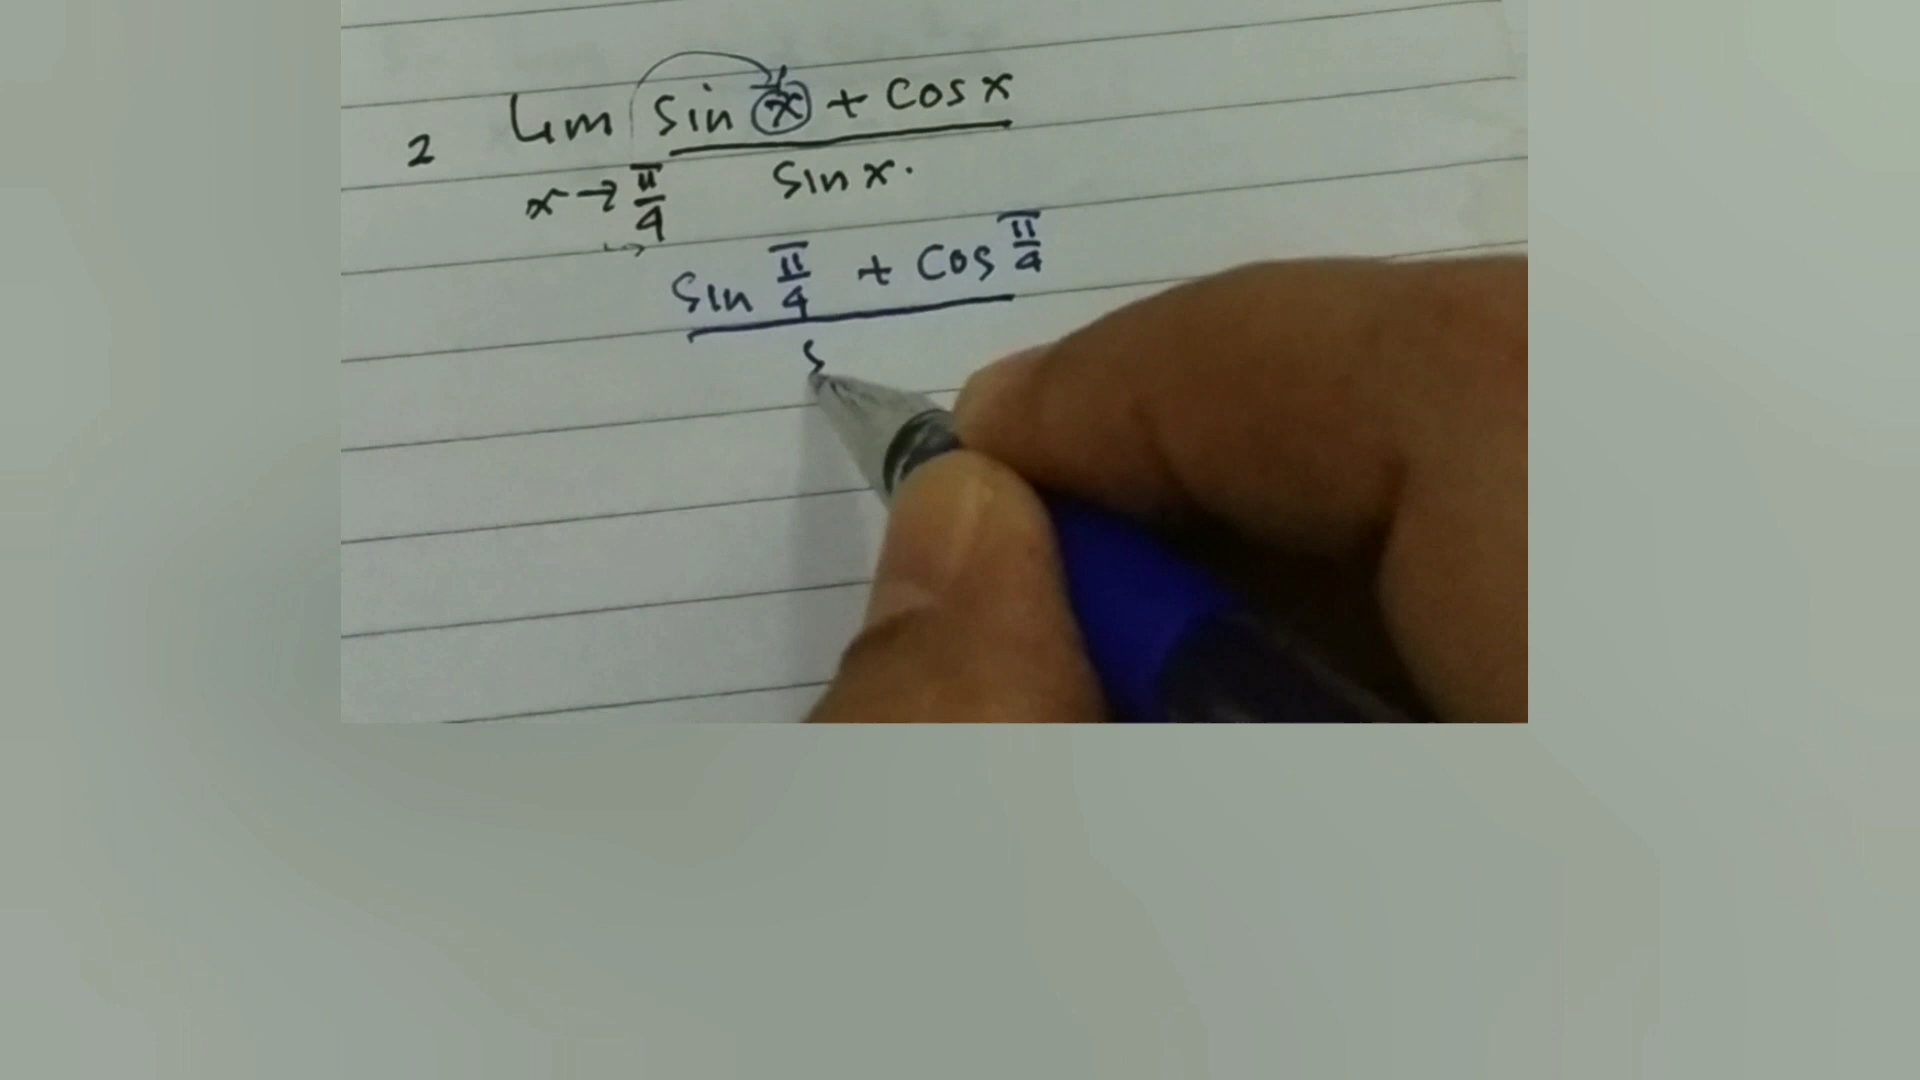 2 Lim sin x + cos x
x → π/4 sin x.
sin π/4 + cos π/4
s